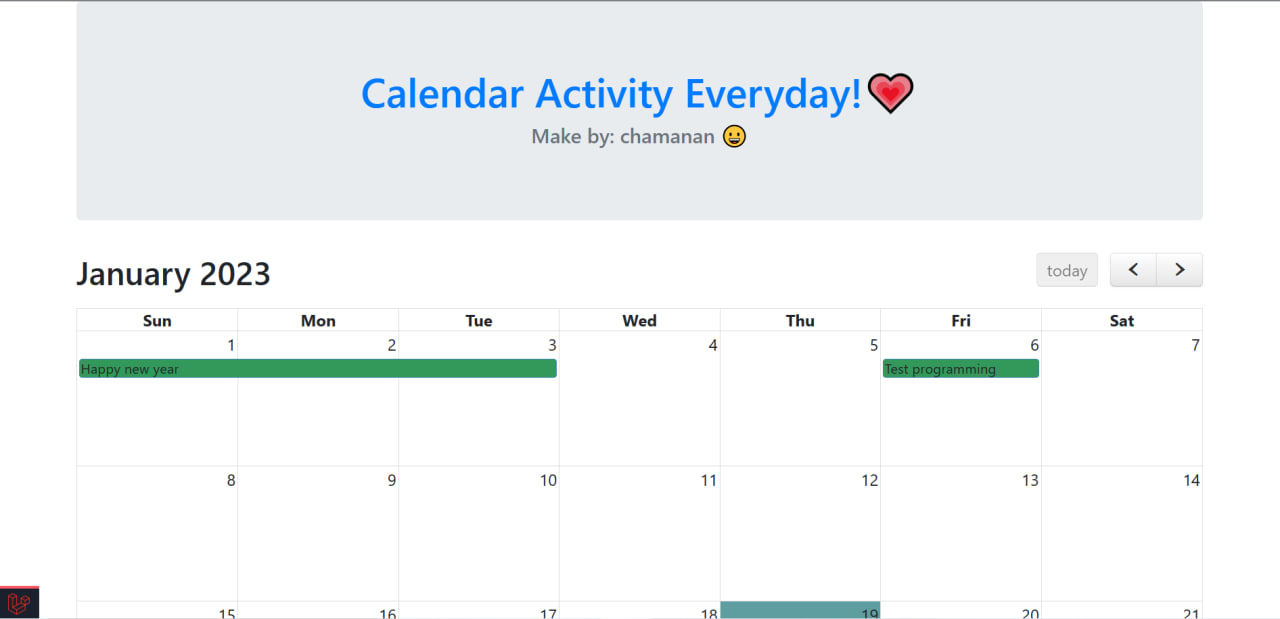 Calendar Activity Everyday!💗
Make by: chamanan 😀
January 2023
today
Sun Mon Tue Wed Thu Fri Sat
1 2 3 4 5 6 7
Happy new year Test programming
8 9 10 11 12 13 14
15 16 17 18 19 20 21